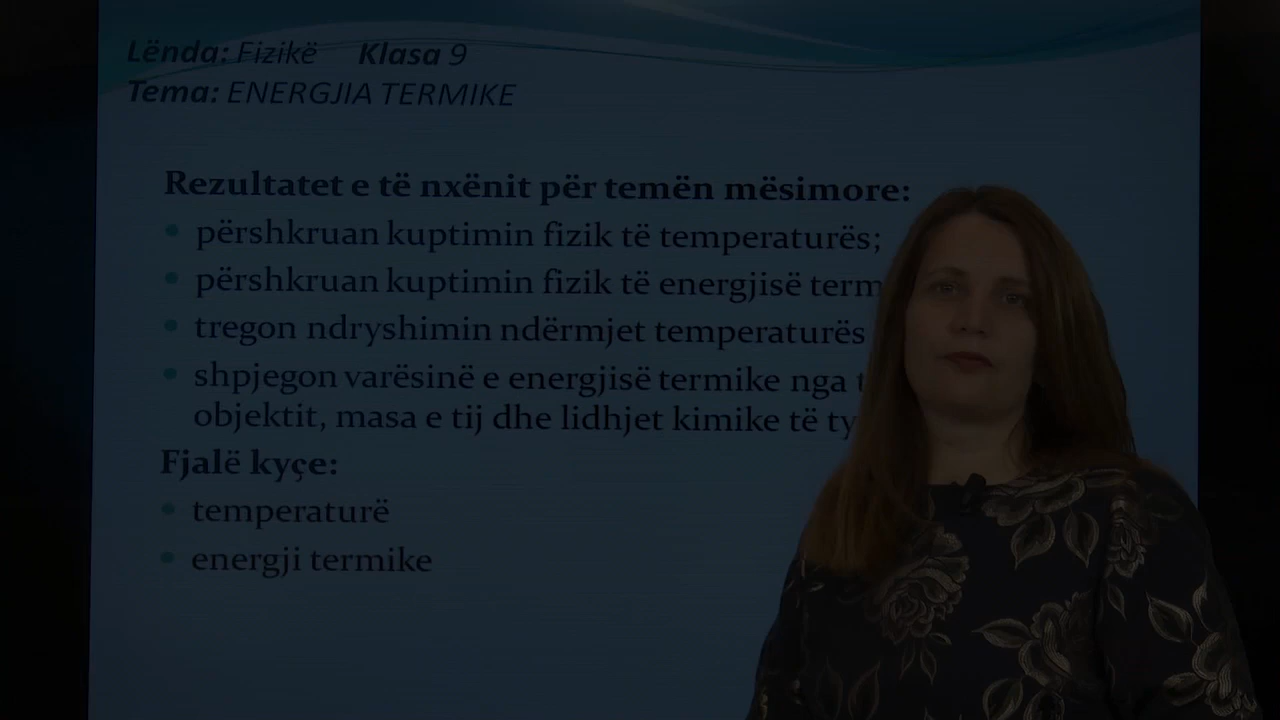 Lënda: Fizikë Klasa 9
Tema: ENERGJIA TERMIKE
Rezultatet e të nxënit për temën mësimore:
përshkruan kuptimin fizik të temperaturës;
përshkruan kuptimin fizik të energjisë
tregon ndryshimin ndërmjet temperaturës
shpjegon varësinë e energjisë termike nga
objektit, masa e tij dhe lidhjet kimike të
Fjalë kyçe:
temperaturë
energji termike